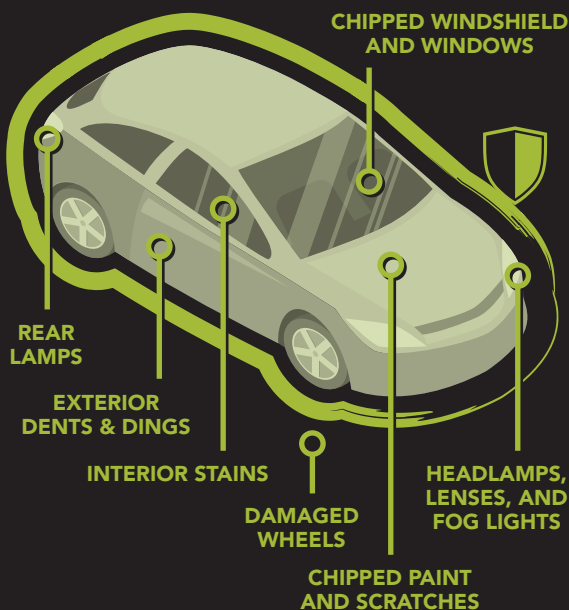 CHIPPED WINDSHIELD
AND WINDOWS
REAR
LAMPS
EXTERIOR
DENTS & DINGS
INTERIOR STAINS
DAMAGED
WHEELS
HEADLAMPS,
LENSES, AND
FOG LIGHTS
CHIPPED PAINT
AND SCRATCHES